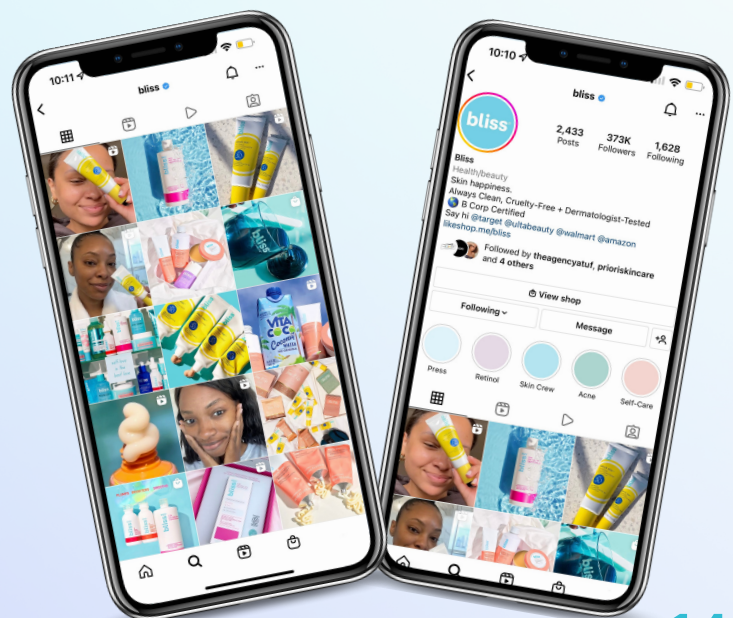 10:11
bliss
bliss
VITA
COCO
Coconut
10:10
bliss
bliss
2,433
Posts
373K
Followers
1,628
Following
Bliss
Health/beauty
Skin happiness.
Always Clean, Cruelty-Free + Dermatologist-Tested
B Corp Certified
Say hi @target @ultabeauty @walmart @amazon
likeshop.me/bliss
Followed by theagencyatuf, prioriskincare
and 4 others
View shop
Following
Message
Press
Retinol
Skin Crew
Acne
Self-Care